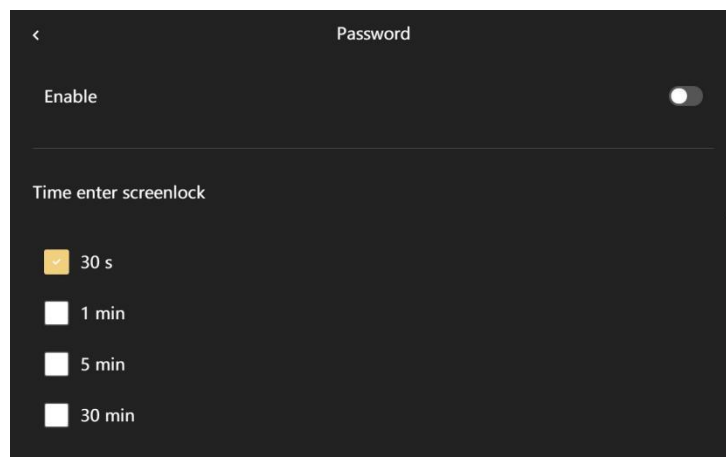 Password
Enable
Time enter screenlock
30 s
1 min
5 min
30 min